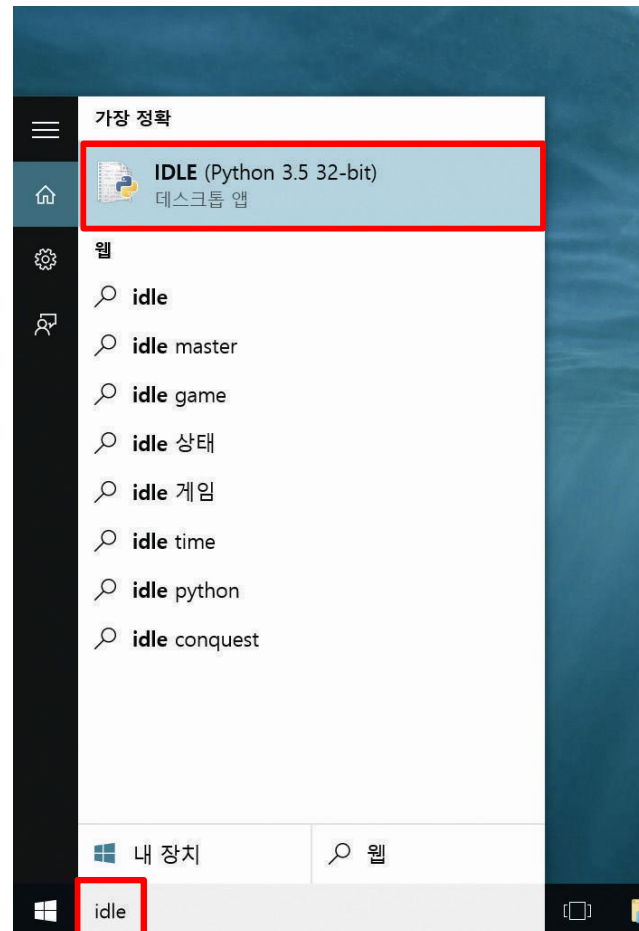 가장 정확
IDLE (Python 3.5 32-bit)
데스크톱 앱
웹
idle
idle master
idle game
idle 상태
idle 게임
idle time
idle python
idle conquest
내 장치
웹
idle